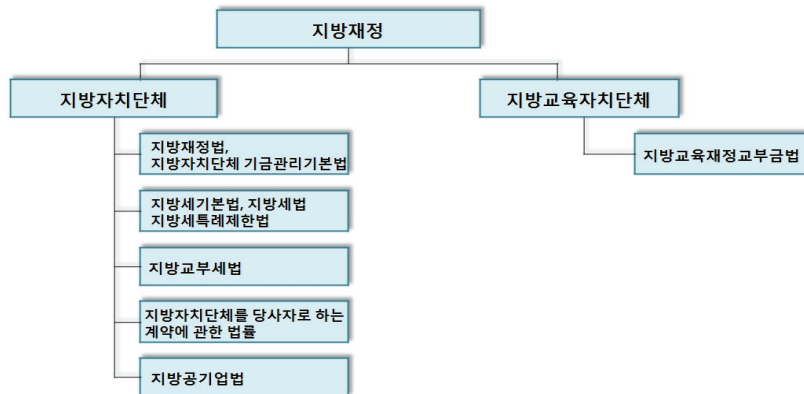 지방재정
지방자치단체
지방교육자치단체
지방재정법,
지방자치단체 기금관리기본법
지방교육재정교부금법
지방세기본법, 지방세법
지방세특례제한법
지방교부세법
지방자치단체를 당사자로 하는
계약에 관한 법률
지방공기업법